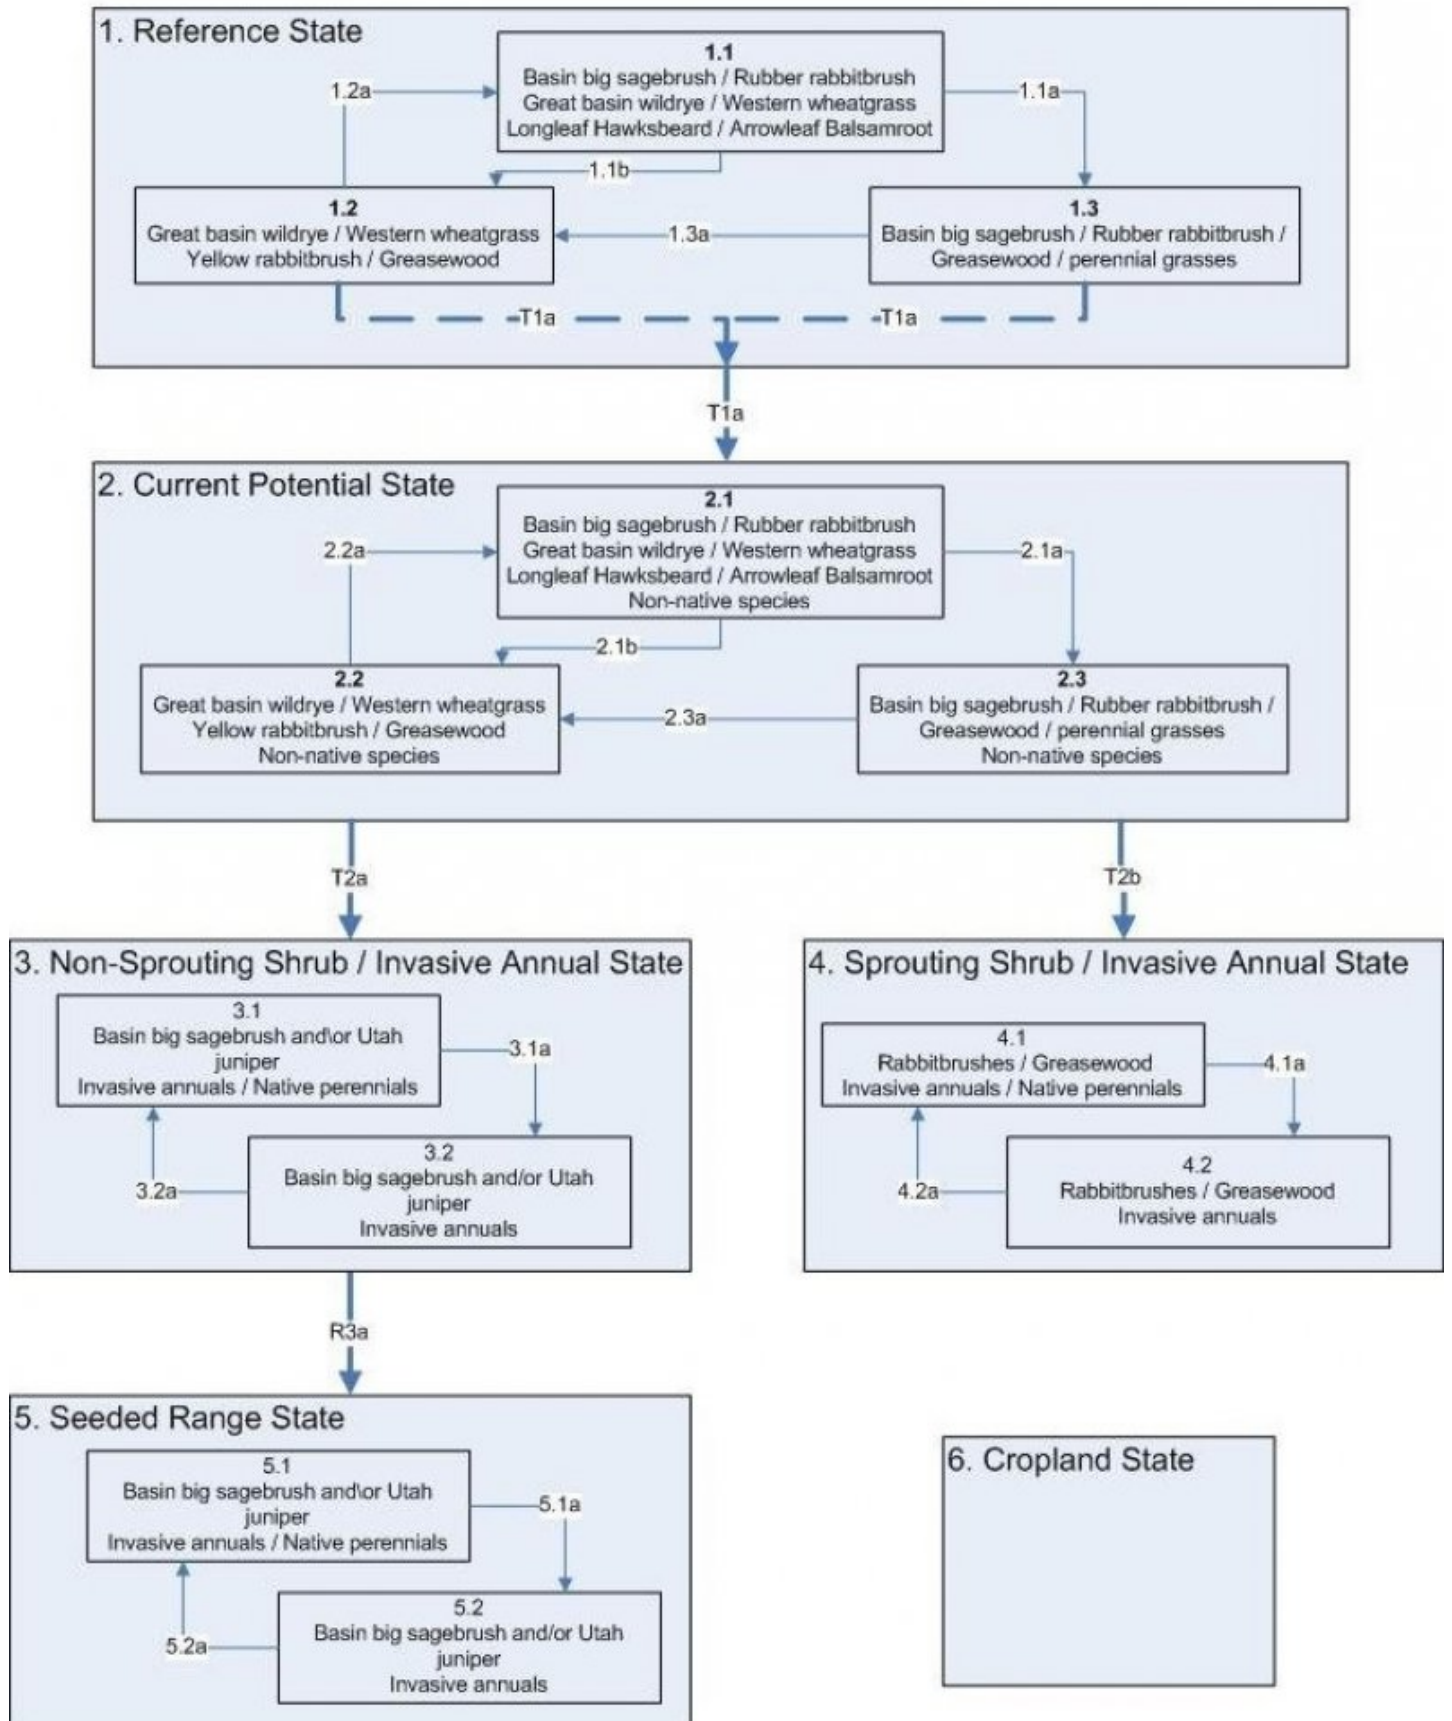 1. Reference State
1.1
Basin big sagebrush / Rubber rabbitbrush
Great basin wildrye / Western wheatgrass
Longleaf Hawksbeard / Arrowleaf Balsamroot
1.2a
1.1a
1.1b
1.2
Great basin wildrye / Western wheatgrass
Yellow rabbitbrush / Greasewood
1.3a
1.3
Basin big sagebrush / Rubber rabbitbrush /
Greasewood / perennial grasses
T1a
T1a
T1a
2. Current Potential State
2.1
Basin big sagebrush / Rubber rabbitbrush
Great basin wildrye / Western wheatgrass
Longleaf Hawksbeard / Arrowleaf Balsamroot
Non-native species
2.2a
2.1a
2.1b
2.2
Great basin wildrye / Western wheatgrass
Yellow rabbitbrush / Greasewood
Non-native species
2.3a
2.3
Basin big sagebrush / Rubber rabbitbrush /
Greasewood / perennial grasses
Non-native species
T2a
T2b
3. Non-Sprouting Shrub / Invasive Annual State
3.1
Basin big sagebrush and\or Utah
juniper
Invasive annuals / Native perennials
3.1a
3.2
Basin big sagebrush and/or Utah
juniper
Invasive annuals
3.2a
4. Sprouting Shrub / Invasive Annual State
4.1
Rabbitbrushes / Greasewood
Invasive annuals / Native perennials
4.1a
4.2
Rabbitbrushes / Greasewood
Invasive annuals
4.2a
R3a
5. Seeded Range State
5.1
Basin big sagebrush and\or Utah
juniper
Invasive annuals / Native perennials
5.1a
5.2
Basin big sagebrush and/or Utah
juniper
Invasive annuals
5.2a
6. Cropland State